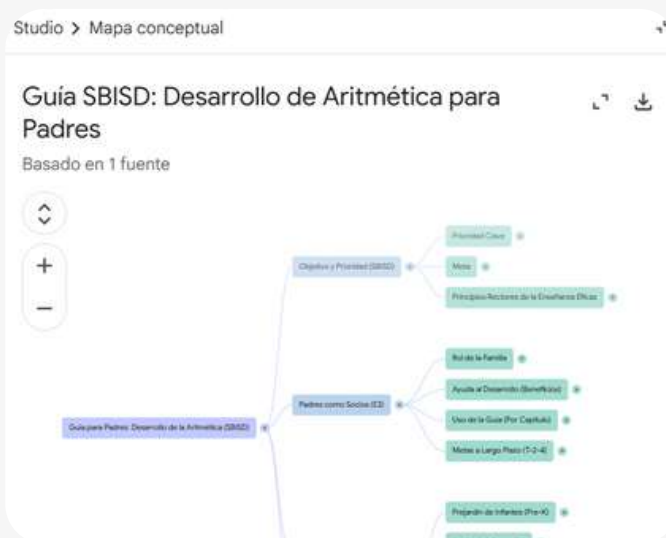 Studio > Mapa conceptual
Guía SBISD: Desarrollo de Aritmética para
Padres
Basado en 1 fuente
Prioridad Clave
Objetivo y Prioridad (SBISD)
Metas
Principios Rectores de la Enseñanza Eficaz
Rol de la Familia
Padres como Socios (E3)
Ayuda al Desarrollo (Beneficios)
Uso de la Guía (Por Capítulo)
Guía para Padres: Desarrollo de la Aritmética (SBISD)
Metas a Largo Plazo (T-2-4)
Prejardín de Infantes (Pre-K)